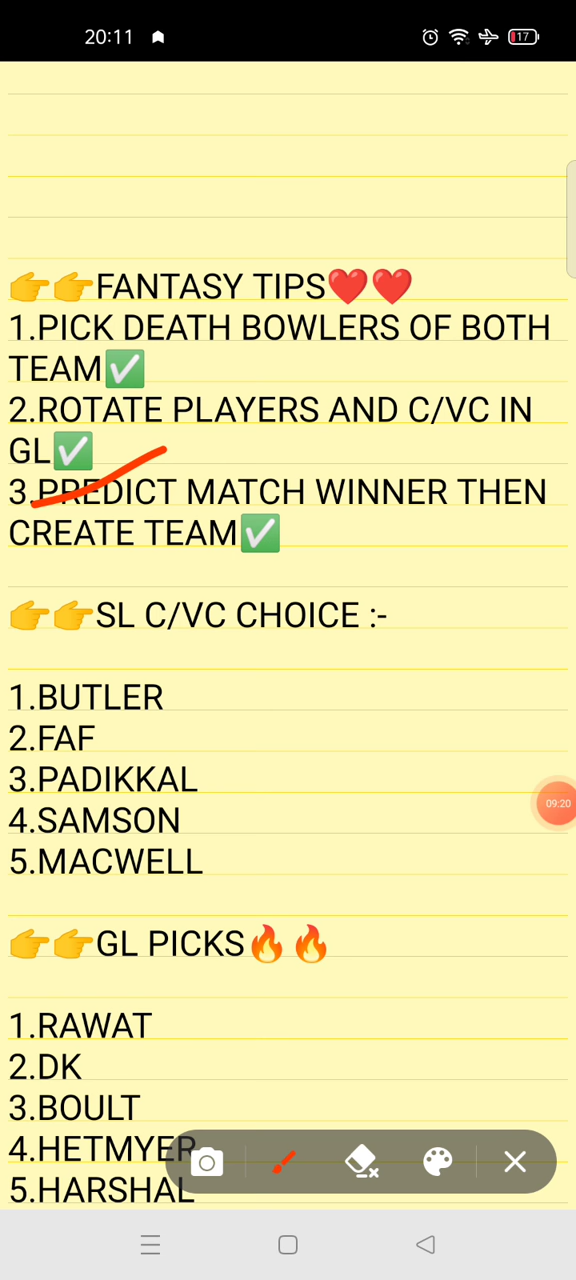 20:11
17
👉👉FANTASY TIPS❤️❤️
1.PICK DEATH BOWLERS OF BOTH
TEAM✅
2.ROTATE PLAYERS AND C/VC IN
GL✅
3.PREDICT MATCH WINNER THEN
CREATE TEAM✅
👉👉SL C/VC CHOICE :-
1.BUTLER
2.FAF
3.PADIKKAL
4.SAMSON
5.MACWELL
09:20
👉👉GL PICKS🔥🔥
1.RAWAT
2.DK
3.BOULT
4.HETMYER
5.HARSHAL